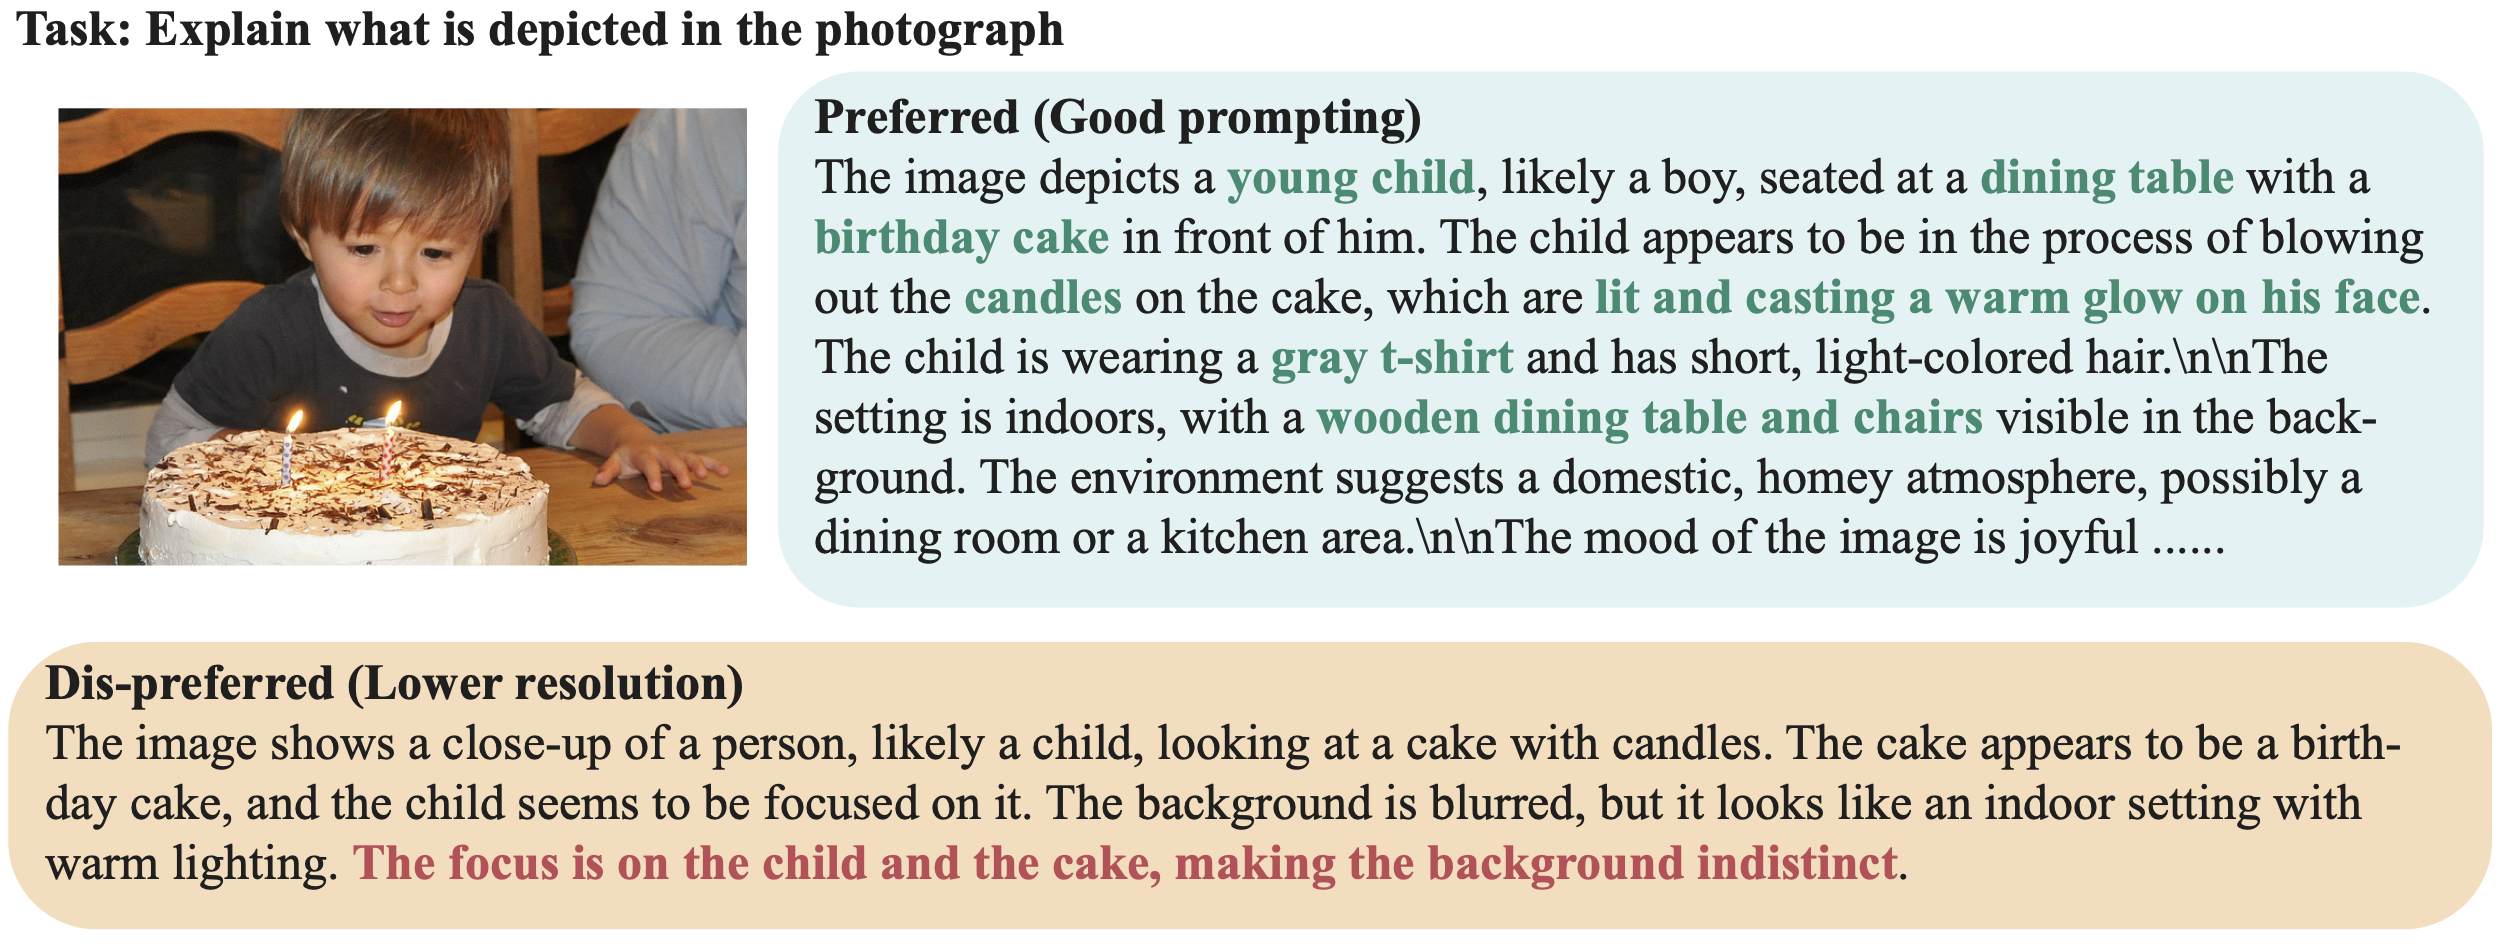 Task: Explain what is depicted in the photograph
Preferred (Good prompting)
The image depicts a young child, likely a boy, seated at a dining table with a
birthday cake in front of him. The child appears to be in the process of blowing
out the candles on the cake, which are lit and casting a warm glow on his face.
The child is wearing a gray t-shirt and has short, light-colored hair.\n\nThe
setting is indoors, with a wooden dining table and chairs visible in the back-
ground. The environment suggests a domestic, homey atmosphere, possibly a
dining room or a kitchen area.\n\nThe mood of the image is joyful ......
Dis-preferred (Lower resolution)
The image shows a close-up of a person, likely a child, looking at a cake with candles. The cake appears to be a birth-
day cake, and the child seems to be focused on it. The background is blurred, but it looks like an indoor setting with
warm lighting. The focus is on the child and the cake, making the background indistinct.